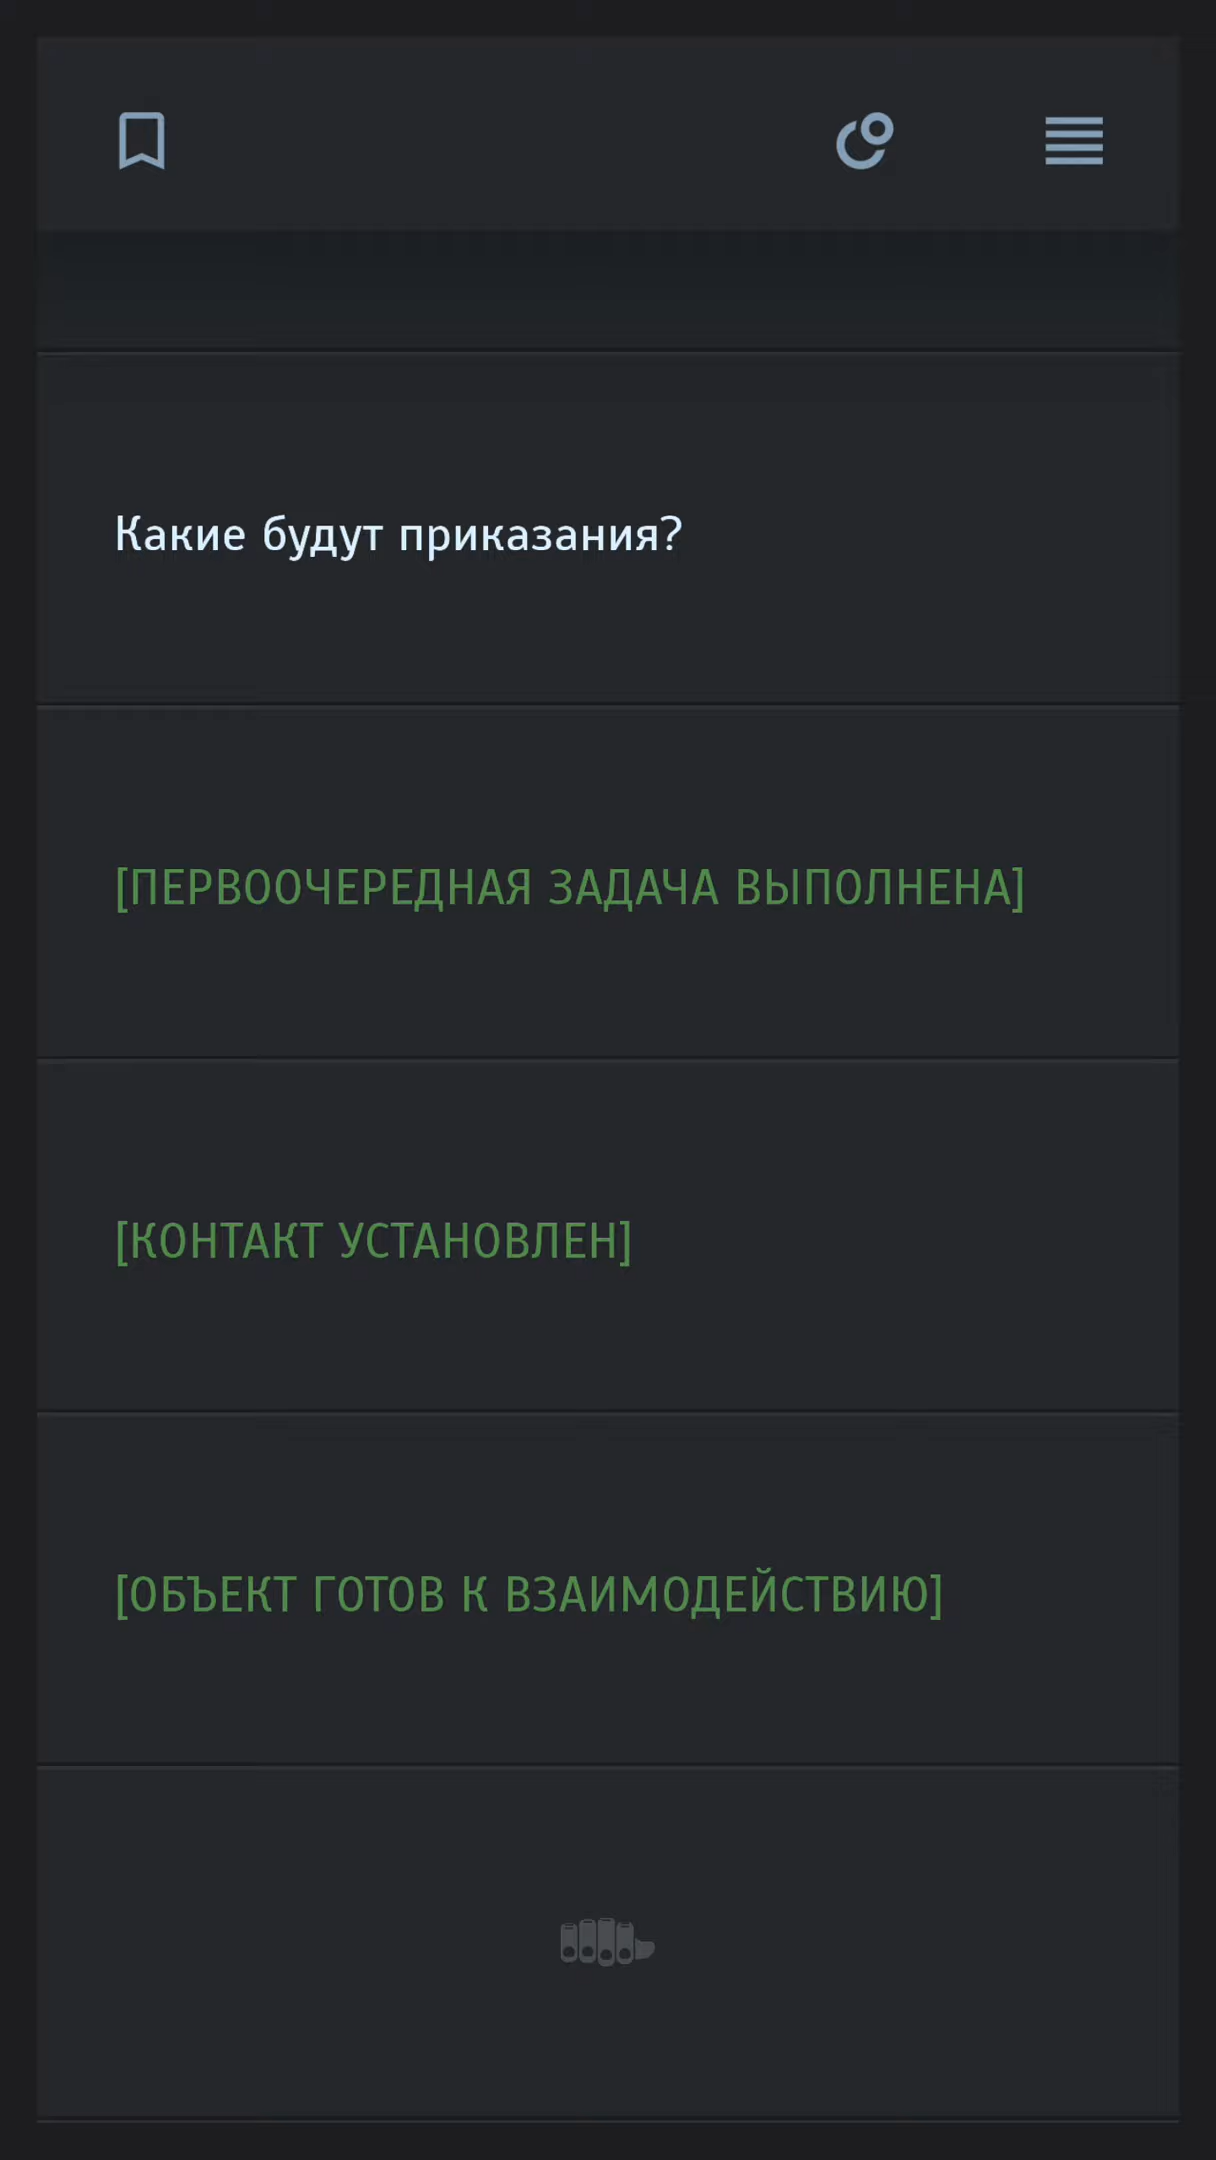 Какие будут приказания?
[ПЕРВООЧЕРЕДНАЯ ЗАДАЧА ВЫПОЛНЕНА]
[КОНТАКТ УСТАНОВЛЕН]
[ОБЪЕКТ ГОТОВ К ВЗАИМОДЕЙСТВИЮ]